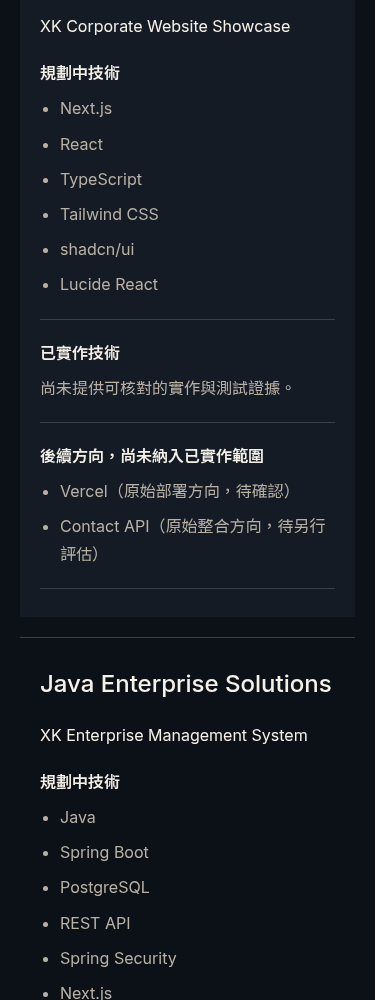 XK Corporate Website Showcase
規劃中技術
Next.js
React
TypeScript
Tailwind CSS
shadcn/ui
Lucide React
已實作技術
尚未提供可核對的實作與測試證據。
後續方向，尚未納入已實作範圍
Vercel（原始部署方向，待確認）
Contact API（原始整合方向，待另行
評估）
Java Enterprise Solutions
XK Enterprise Management System
規劃中技術
Java
Spring Boot
PostgreSQL
REST API
Spring Security
Next.js